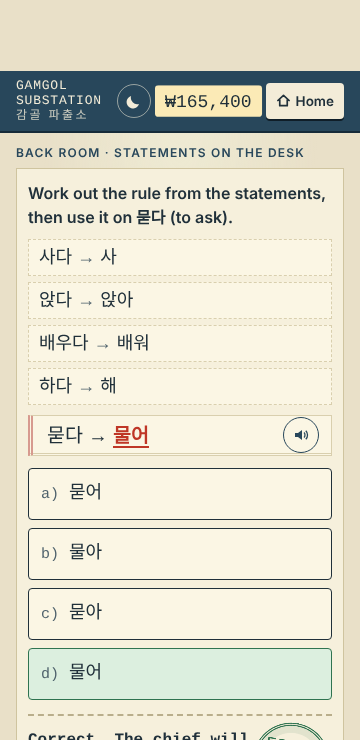 GAMGOL
SUBSTATION
감골 파출소
₩165,400
Home
BACK ROOM · STATEMENTS ON THE DESK
Work out the rule from the statements,
then use it on 묻다 (to ask).
사다 → 사
앉다 → 앉아
배우다 → 배워
하다 → 해
묻다 → 물어
a) 묻어
b) 물아
c) 묻아
d) 물어
Correct. The chief will